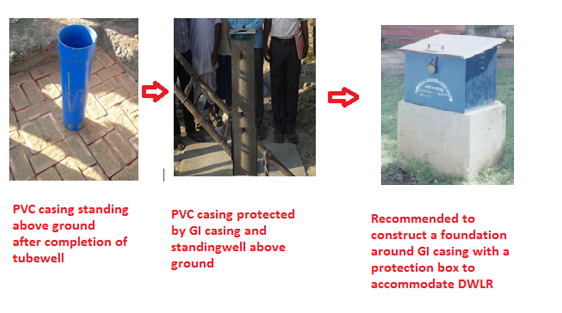 PVC casing standing
above ground
after completion of
tubewell
PVC casing protected
by GI casing and
standingwell above
ground
Recommended to
construct a foundation
around GI casing with a
protection box to
accommodate DWLR